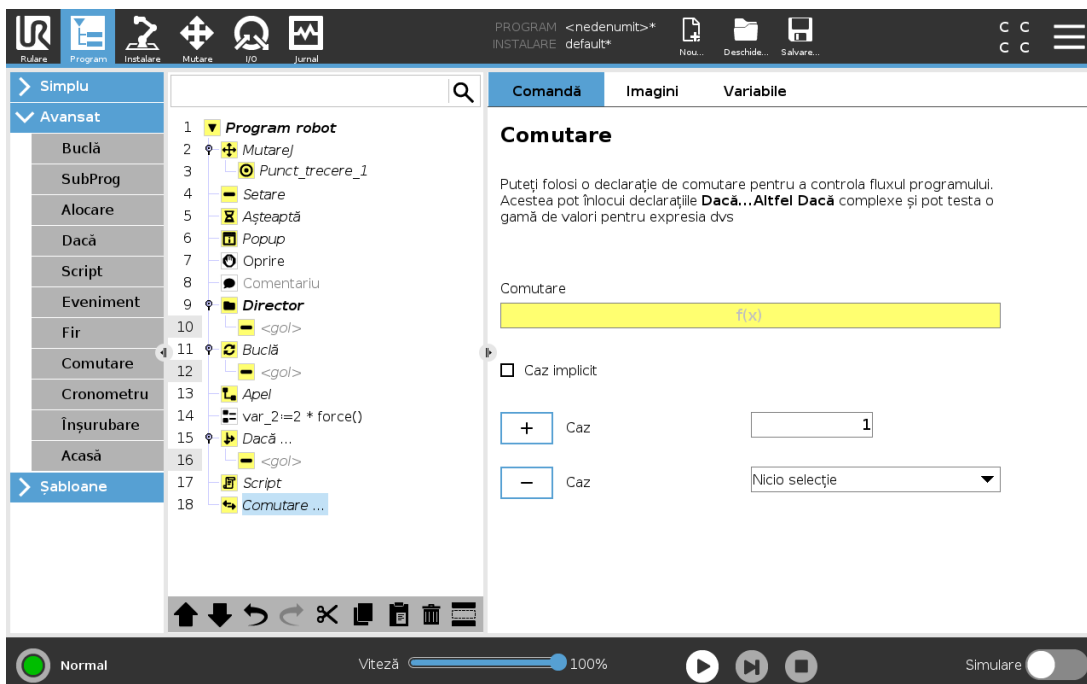 PROGRAM <nedenumit>*
INSTALARE default*
C C
C C
Rulare Program Instalare Mutare I/O Jurnal Nou... Deschide... Salvare...
Simplu
Avansat
Buclă
SubProg
Alocare
Dacă
Script
Eveniment
Fir
Comutare
Cronometru
Înșurubare
Acasă
Șabloane
1 Program robot
2 MutareJ
3 Punct_trecere_1
4 Setare
5 Așteaptă
6 Popup
7 Oprire
8 Comentariu
9 Director
10 <gol>
11 Buclă
12 <gol>
13 Apel
14 var_2:=2 * force()
15 Dacă ...
16 <gol>
17 Script
18 Comutare ...
Comandă Imagini Variabile
Comutare
Puteți folosi o declarație de comutare pentru a controla fluxul programului.
Acestea pot înlocui declarațiile Dacă...Altfel Dacă complexe și pot testa o
gamă de valori pentru expresia dvs
Comutare
f(x)
Caz implicit
+ Caz 1
− Caz Nicio selecție
Normal Viteză 100% Simulare